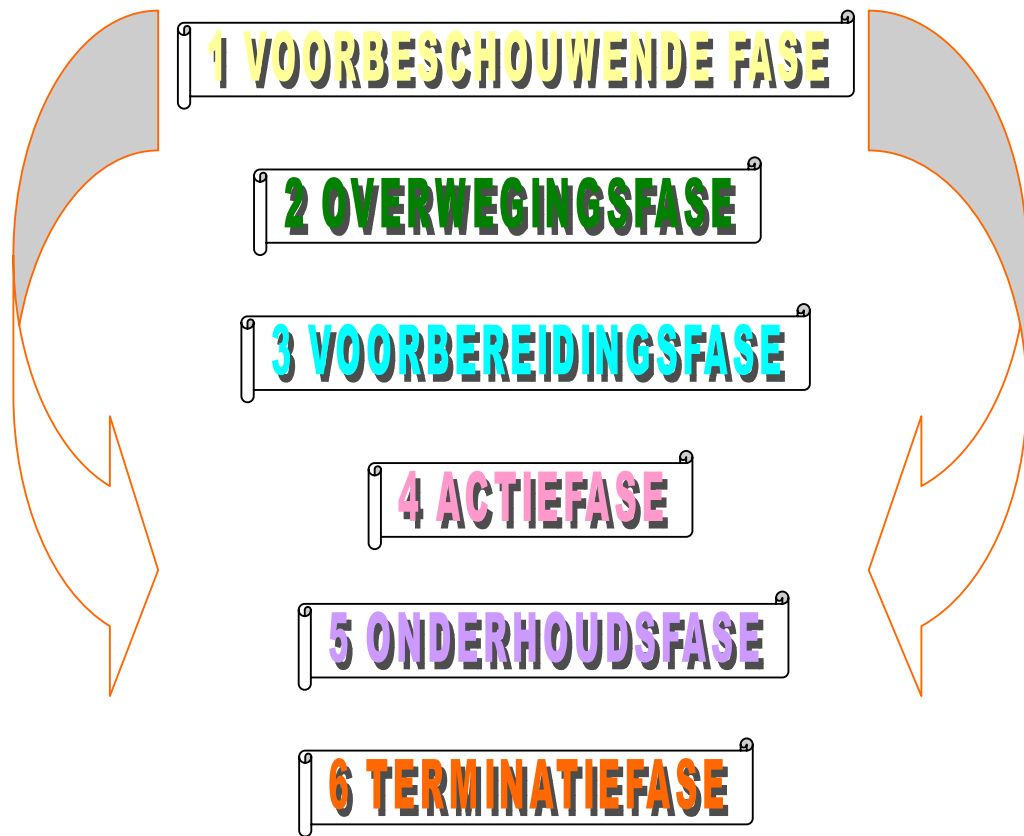 1 VOORBESCHOUWENDE FASE
2 OVERWEGINGSFASE
3 VOORBEREIDINGSFASE
4 ACTIEFASE
5 ONDERHOUDSFASE
6 TERMINATIEFASE